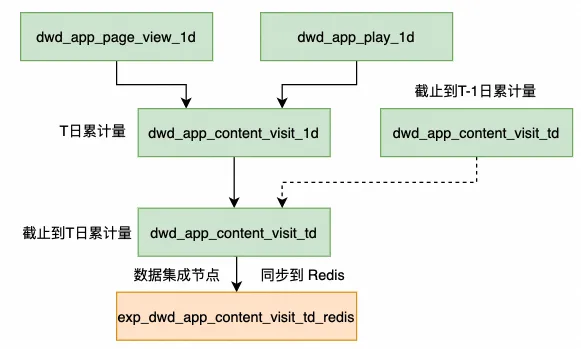 dwd_app_page_view_1d
dwd_app_play_1d
截止到T-1日累计量
T日累计量
dwd_app_content_visit_1d
dwd_app_content_visit_td
截止到T日累计量
dwd_app_content_visit_td
数据集成节点
同步到 Redis
exp_dwd_app_content_visit_td_redis